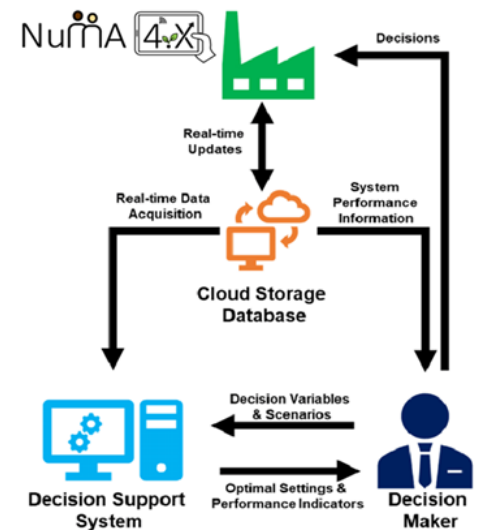 NuMA 4.X
Decisions
Real-time
Updates
Real-time Data
Acquisition
System
Performance
Information
Cloud Storage
Database
Decision Variables
& Scenarios
Optimal Settings &
Performance Indicators
Decision Support
System
Decision
Maker